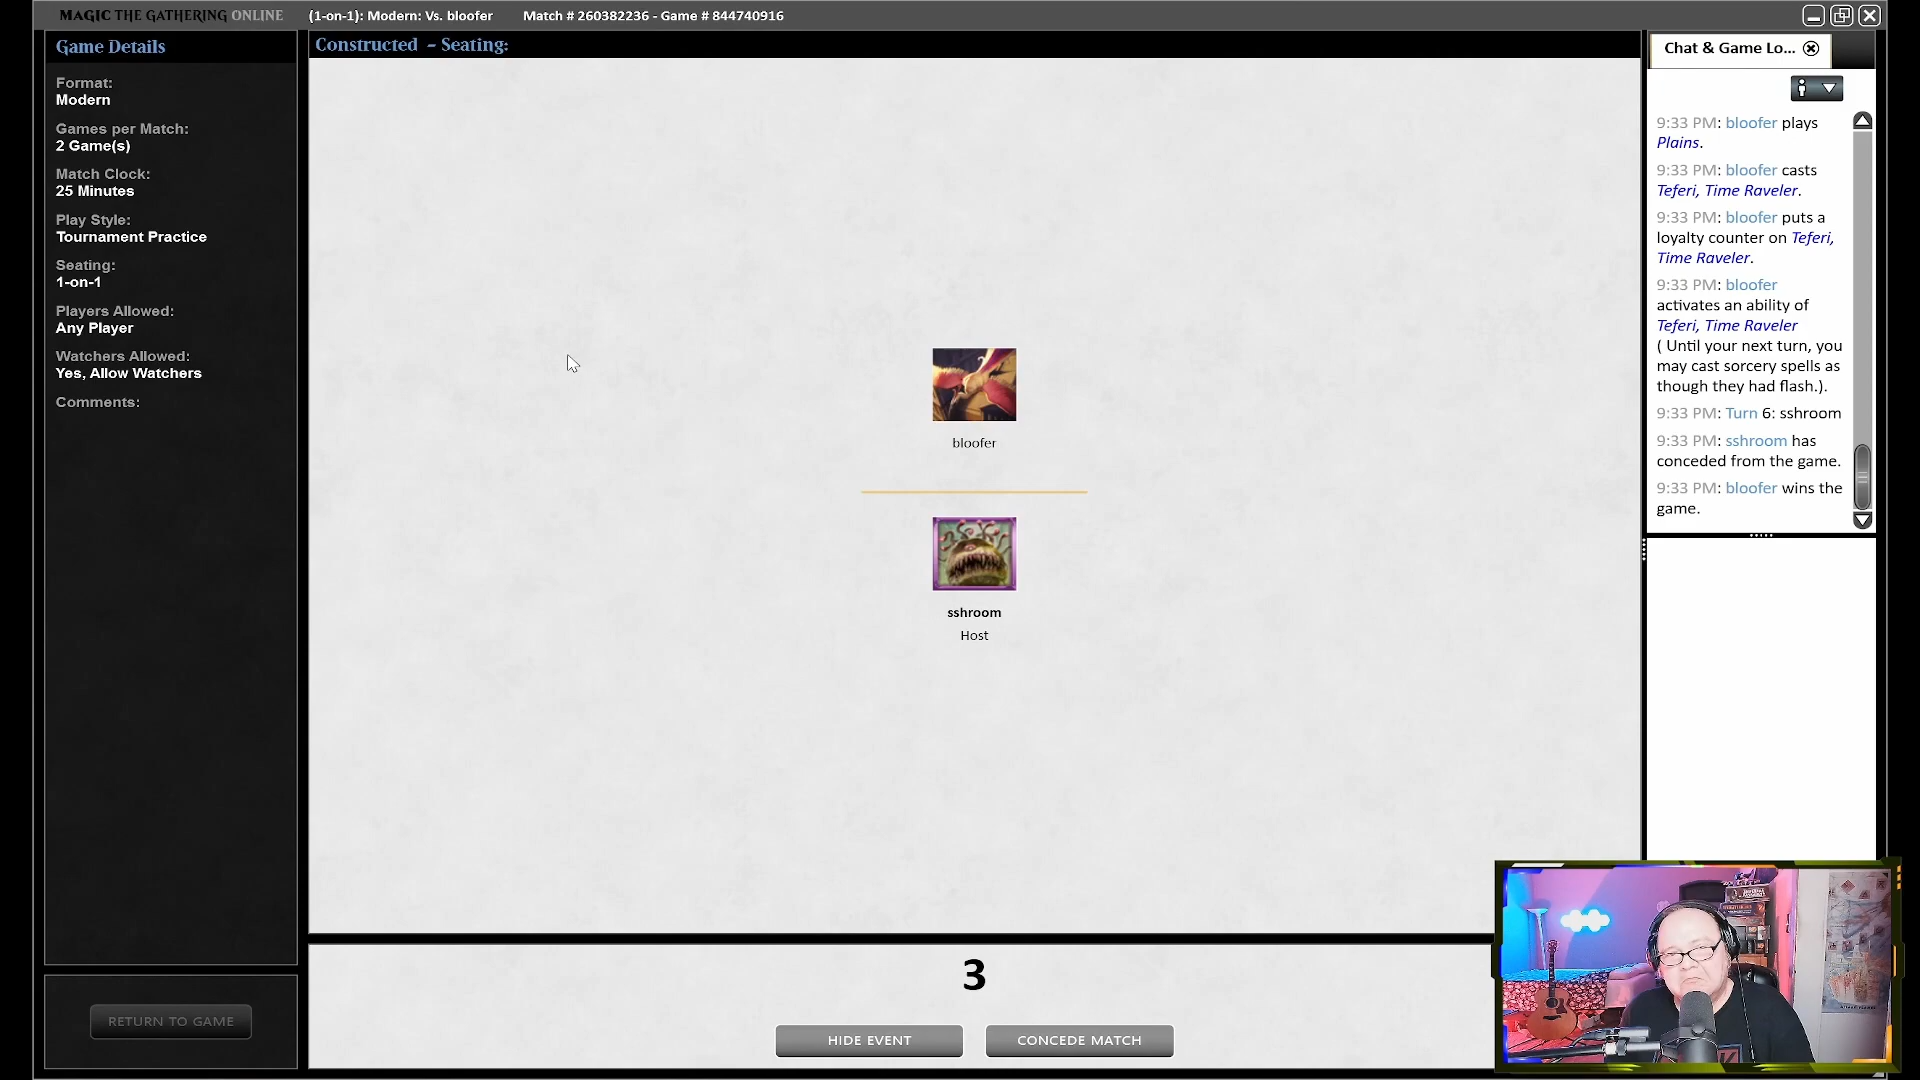 MAGIC THE GATHERING ONLINE
(1-on-1): Modern: Vs. bloofer
Match # 260382236 - Game # 844740916
Game Details
Format:
Modern
Games per Match:
2 Game(s)
Match Clock:
25 Minutes
Play Style:
Tournament Practice
Seating:
1-on-1
Players Allowed:
Any Player
Watchers Allowed:
Yes, Allow Watchers
Comments:
RETURN TO GAME
Constructed - Seating:
bloofer
sshroom
Host
3
HIDE EVENT
CONCEDE MATCH
Chat & Game Lo...
9:33 PM: bloofer plays
Plains.
9:33 PM: bloofer casts
Teferi, Time Raveler.
9:33 PM: bloofer puts a
loyalty counter on Teferi,
Time Raveler.
9:33 PM: bloofer
activates an ability of
Teferi, Time Raveler
( Until your next turn, you
may cast sorcery spells as
though they had flash.).
9:33 PM: Turn 6: sshroom
9:33 PM: sshroom has
conceded from the game.
9:33 PM: bloofer wins the
game.